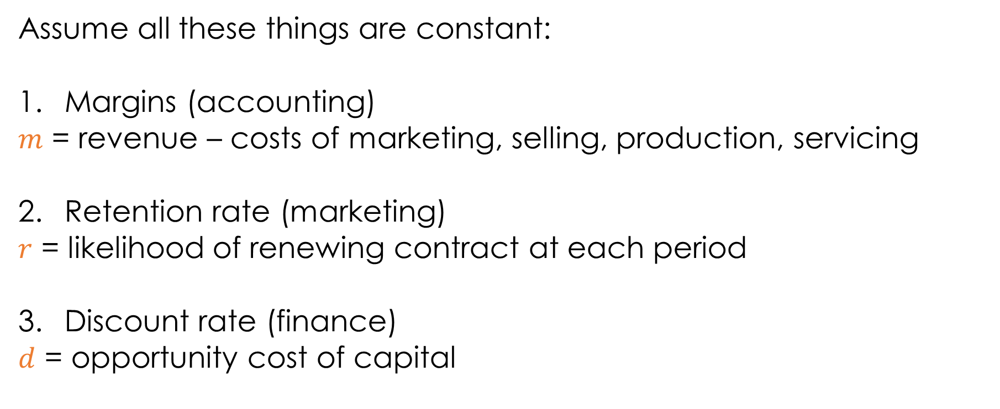 Assume all these things are constant:
1. Margins (accounting)
m = revenue – costs of marketing, selling, production, servicing
2. Retention rate (marketing)
r = likelihood of renewing contract at each period
3. Discount rate (finance)
d = opportunity cost of capital